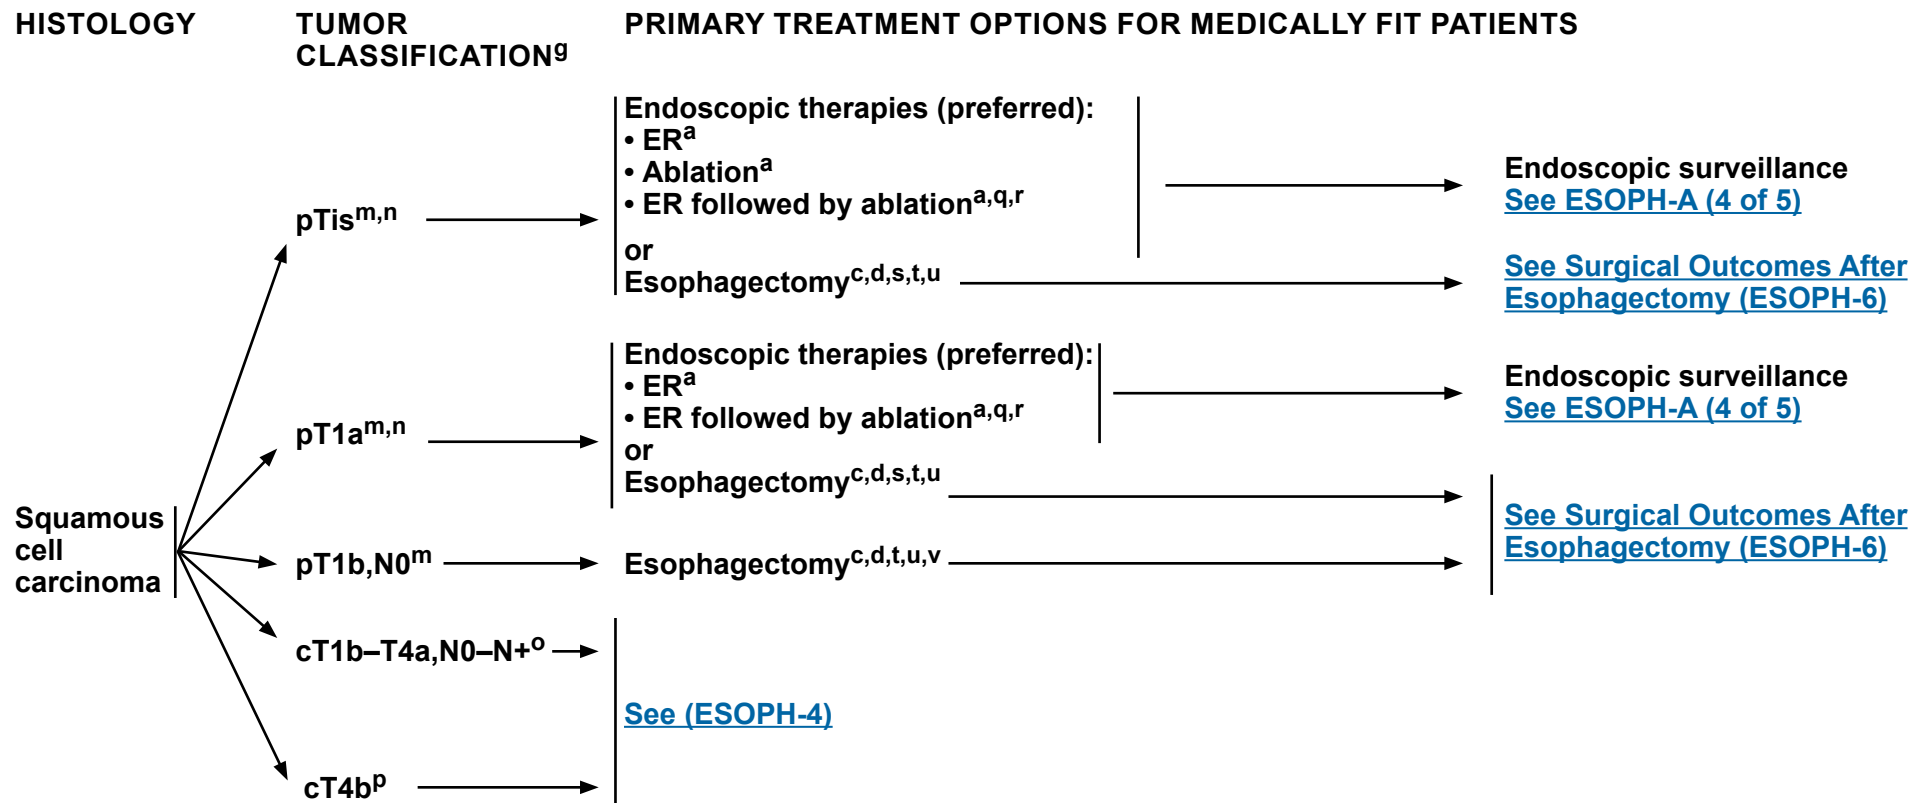 HISTOLOGY
TUMOR
CLASSIFICATIONg
PRIMARY TREATMENT OPTIONS FOR MEDICALLY FIT PATIENTS
Squamous
cell
carcinoma
pTism,n
Endoscopic therapies (preferred):
• ERa
• Ablationa
• ER followed by ablationa,q,r
or
Esophagectomyc,d,s,t,u
Endoscopic surveillance
See ESOPH-A (4 of 5)
See Surgical Outcomes After
Esophagectomy (ESOPH-6)
pT1am,n
Endoscopic therapies (preferred):
• ERa
• ER followed by ablationa,q,r
or
Esophagectomyc,d,s,t,u
Endoscopic surveillance
See ESOPH-A (4 of 5)
pT1b,N0m
Esophagectomyc,d,t,u,v
See Surgical Outcomes After
Esophagectomy (ESOPH-6)
cT1b–T4a,N0–N+o
cT4bp
See (ESOPH-4)